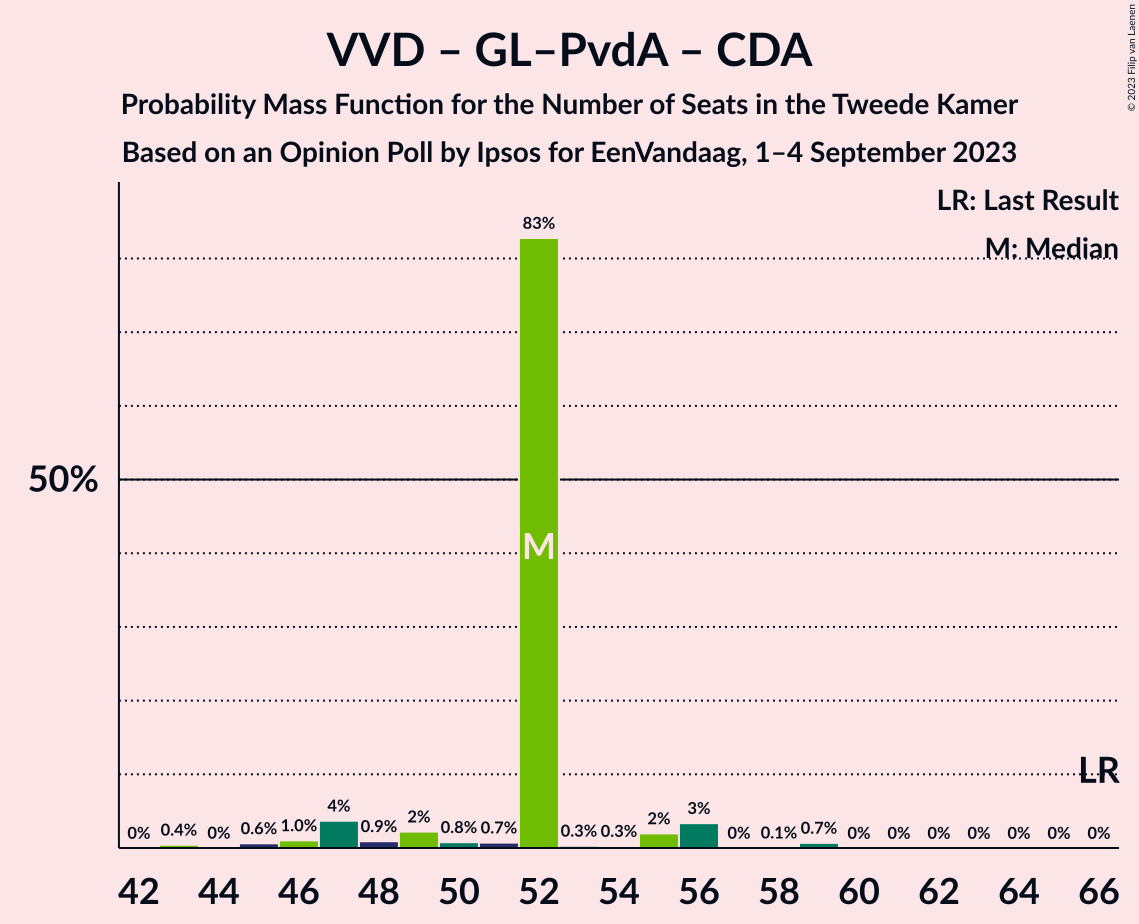 VVD – GL–PvdA – CDA
Probability Mass Function for the Number of Seats in the Tweede Kamer
Based on an Opinion Poll by Ipsos for EenVandaag, 1–4 September 2023
© 2023 Filip van Laenen
LR: Last Result
M: Median
83%
50%
M
LR
0% 0.4% 0% 0.6% 1.0% 4% 0.9% 2% 0.8% 0.7% 0.3% 0.3% 2% 3% 0% 0.1% 0.7% 0% 0% 0% 0% 0% 0% 0%
42 44 46 48 50 52 54 56 58 60 62 64 66